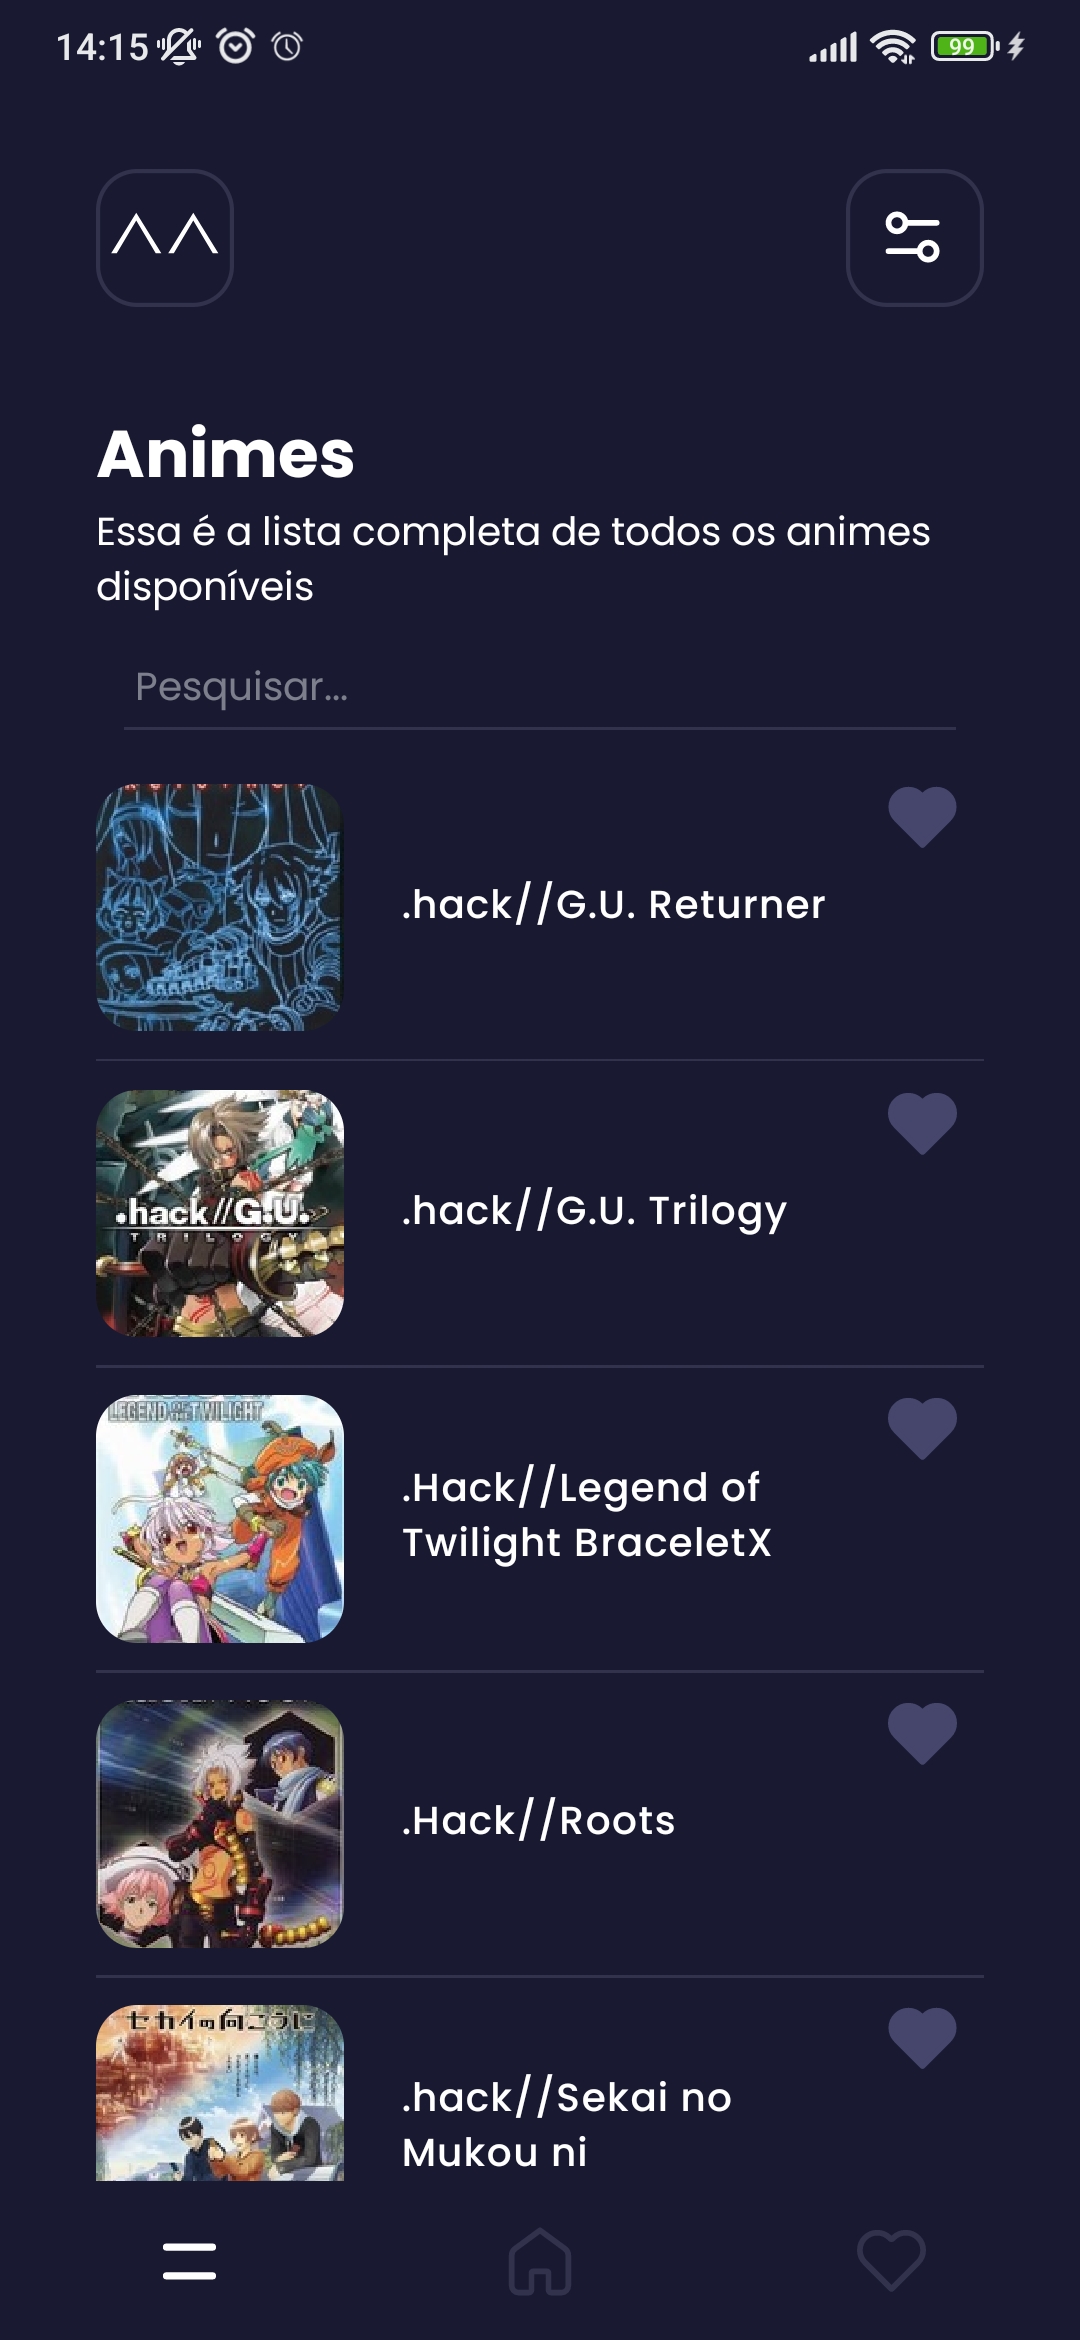 14:15
99
Animes
Essa é a lista completa de todos os animes
disponíveis
Pesquisar...
.hack//G.U. Returner
.hack//G.U.
TRILOGY
.hack//G.U. Trilogy
LEGEND OF THE TWILIGHT
.Hack//Legend of
Twilight BraceletX
.Hack//Roots
セカイの向こうに
.hack//Sekai no
Mukou ni